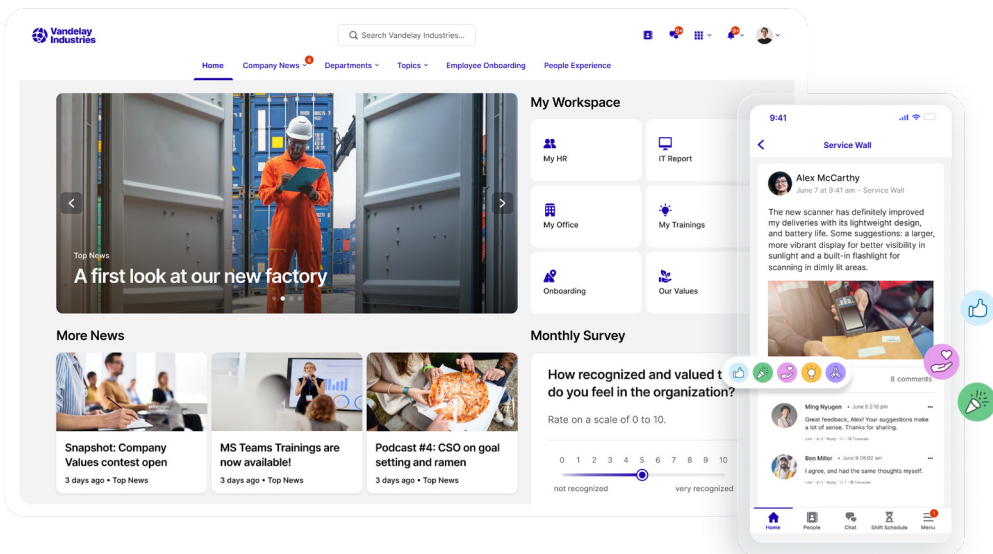 Vandelay
Industries
Search Vandelay Industries...
9+
9+
Home
Company News
4
Departments
Topics
Employee Onboarding
People Experience
Top News
A first look at our new factory
My Workspace
My HR
IT Report
My Office
My Trainings
Onboarding
Our Values
More News
Snapshot: Company
Values contest open
3 days ago • Top News
MS Teams Trainings are
now available!
3 days ago • Top News
Podcast #4: CSO on goal
setting and ramen
3 days ago • Top News
Monthly Survey
How recognized and valued
do you feel in the organization?
Rate on a scale of 0 to 10.
0 1 2 3 4 5 6 7 8 9 10
not recognized
very recognized
9:41
Service Wall
Alex McCarthy
June 7 at 9:41 am - Service Wall
The new scanner has definitely improved
my deliveries with its lightweight design,
and battery life. Some suggestions: a larger,
more vibrant display for better visibility in
sunlight and a built-in flashlight for
scanning in dimly lit areas.
8 comments
Ming Nyugen • June 8 2:16 pm
Great feedback, Alex! Your suggestions make
a lot of sense. Thanks for sharing.
Ben Miller • June 9 06:02 am
I agree, and had the same thoughts myself.
Home
People
Chat
Shift Schedule
1
Menu